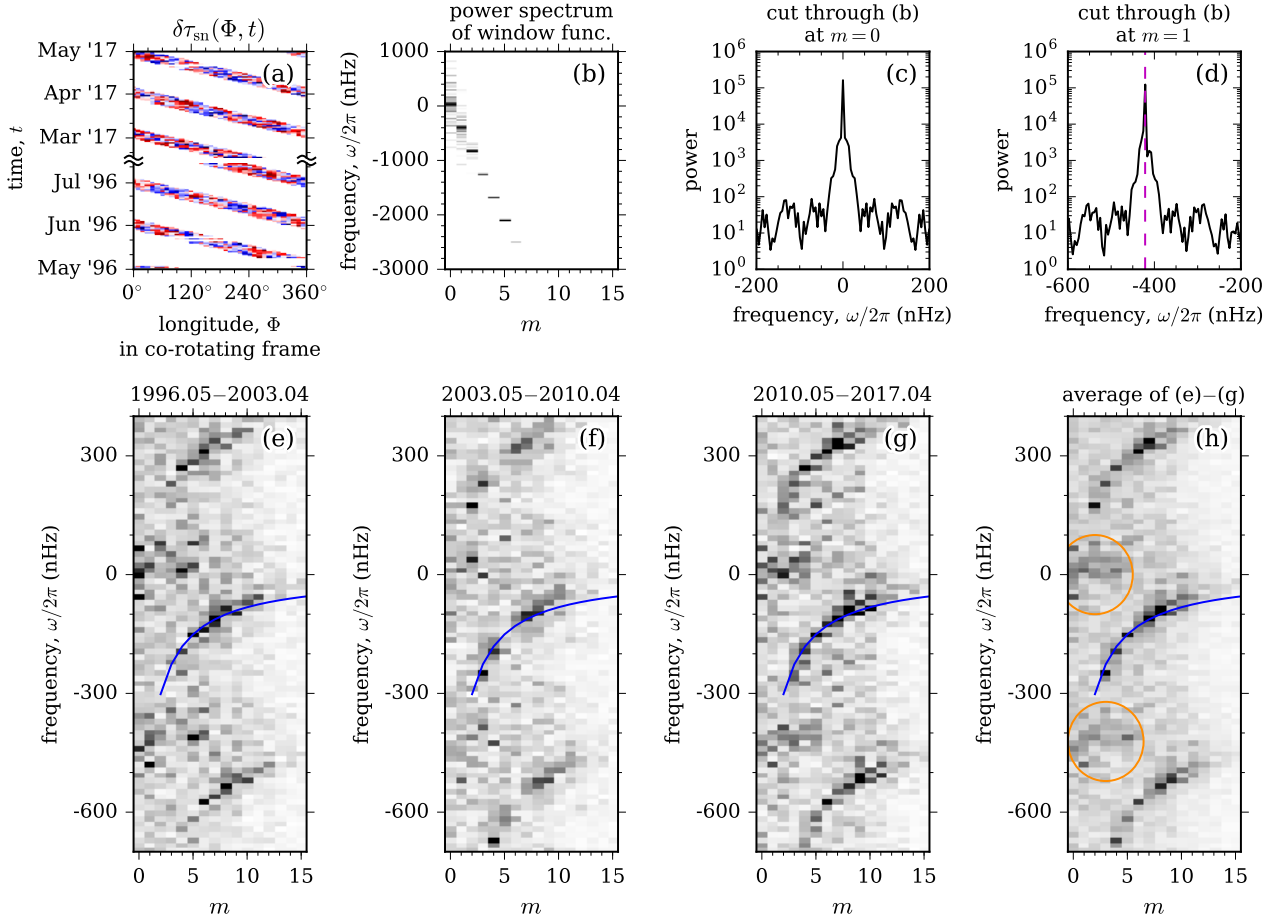 δτsn(Φ, t)
(a)
May '17
Apr '17
Mar '17
Jul '96
Jun '96
May '96
time, t
0° 120° 240° 360°
longitude, Φ
in co-rotating frame
power spectrum
of window func.
(b)
1000
0
-1000
-2000
-3000
frequency, ω/2π (nHz)
0 5 10 15
m
cut through (b)
at m=0
(c)
10^6
10^5
10^4
10^3
10^2
10^1
10^0
power
-200 0 200
frequency, ω/2π (nHz)
cut through (b)
at m=1
(d)
10^6
10^5
10^4
10^3
10^2
10^1
10^0
power
-600 -400 -200
frequency, ω/2π (nHz)
1996.05−2003.04
(e)
300
0
-300
-600
frequency, ω/2π (nHz)
0 5 10 15
m
2003.05−2010.04
(f)
300
0
-300
-600
frequency, ω/2π (nHz)
0 5 10 15
m
2010.05−2017.04
(g)
300
0
-300
-600
frequency, ω/2π (nHz)
0 5 10 15
m
average of (e)−(g)
(h)
300
0
-300
-600
frequency, ω/2π (nHz)
0 5 10 15
m